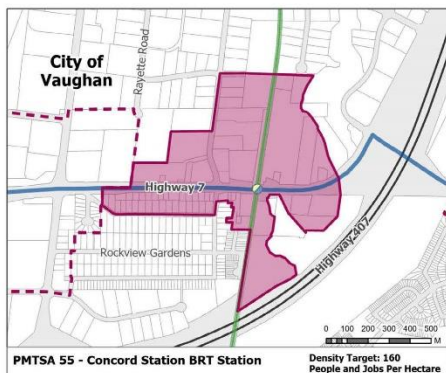 City of
Vaughan
Rayette Road
Highway 7
Rockview Gardens
Highway 407
0 100 200 300 400 500
M
PMTSA 55 - Concord Station BRT Station
Density Target: 160
People and Jobs Per Hectare